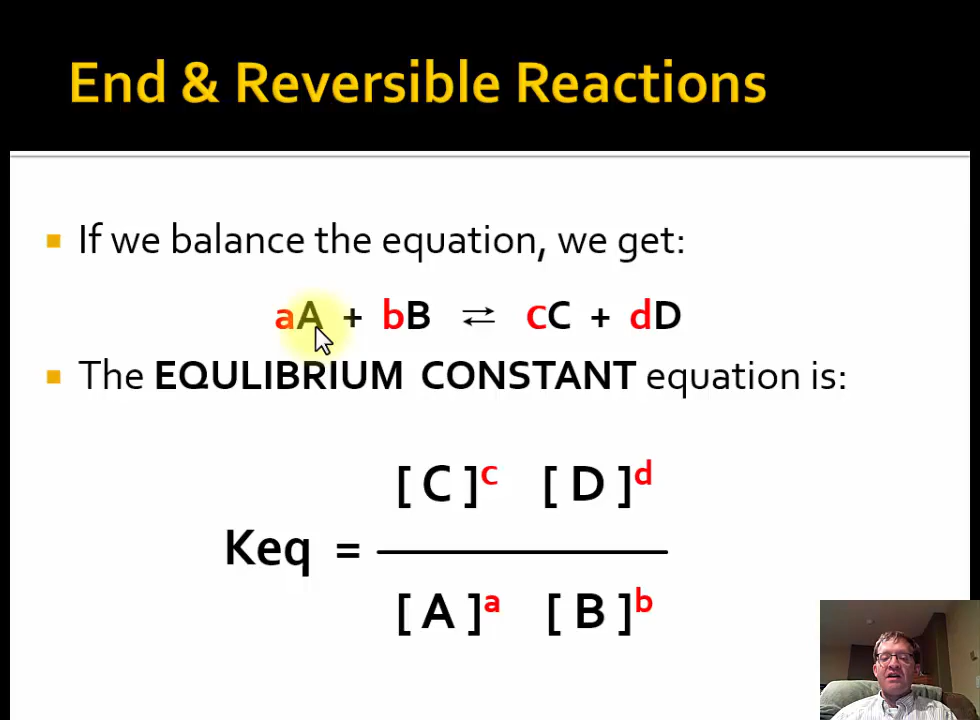 End & Reversible Reactions
If we balance the equation, we get:
aA + bB ⇄ cC + dD
The EQULIBRIUM CONSTANT equation is:
[ C ]ᶜ [ D ]ᵈ
Keq =
[ A ]ᵃ [ B ]ᵇ